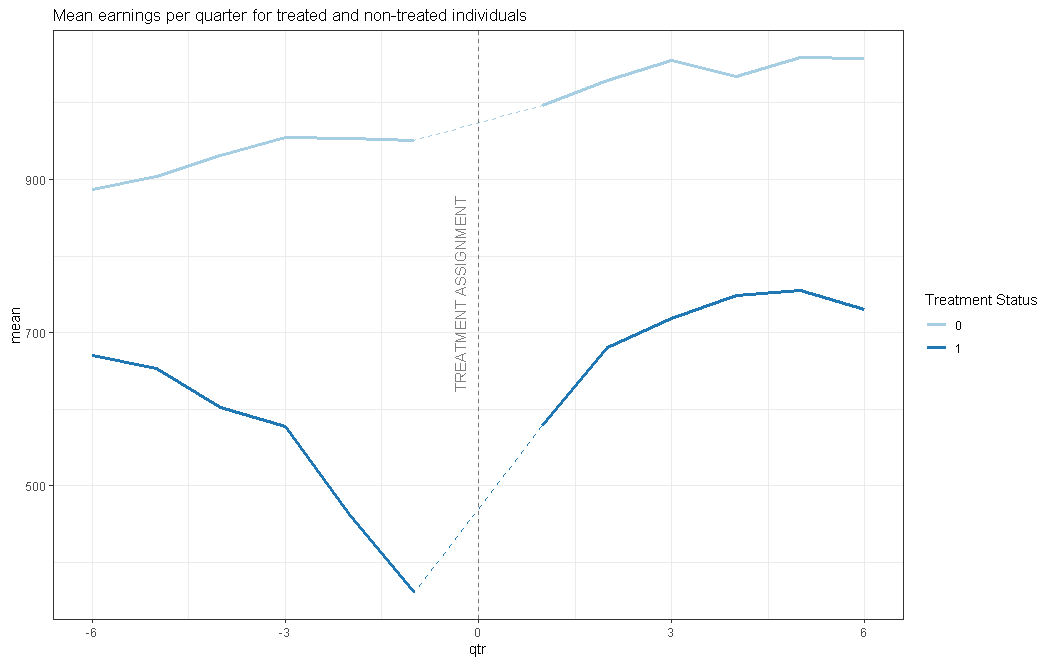 Mean earnings per quarter for treated and non-treated individuals
900
700
500
mean
TREATMENT ASSIGNMENT
-6
-3
0
3
6
qtr
Treatment Status
0
1